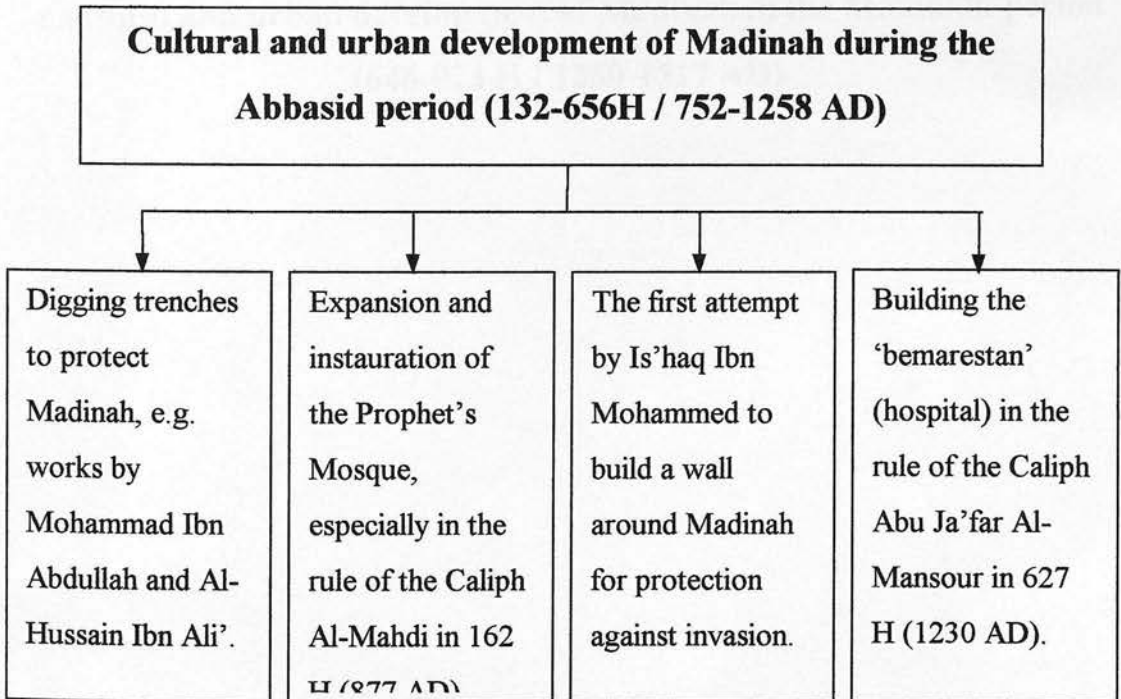 Cultural and urban development of Madinah during the
Abbasid period (132-656H / 752-1258 AD)
Digging trenches
to protect
Madinah, e.g.
works by
Mohammad Ibn
Abdullah and Al-
Hussain Ibn Ali’.
Expansion and
instauration of
the Prophet’s
Mosque,
especially in the
rule of the Caliph
Al-Mahdi in 162
H (877 AD)
The first attempt
by Is’haq Ibn
Mohammed to
build a wall
around Madinah
for protection
against invasion.
Building the
‘bemarestan’
(hospital) in the
rule of the Caliph
Abu Ja’far Al-
Mansour in 627
H (1230 AD).